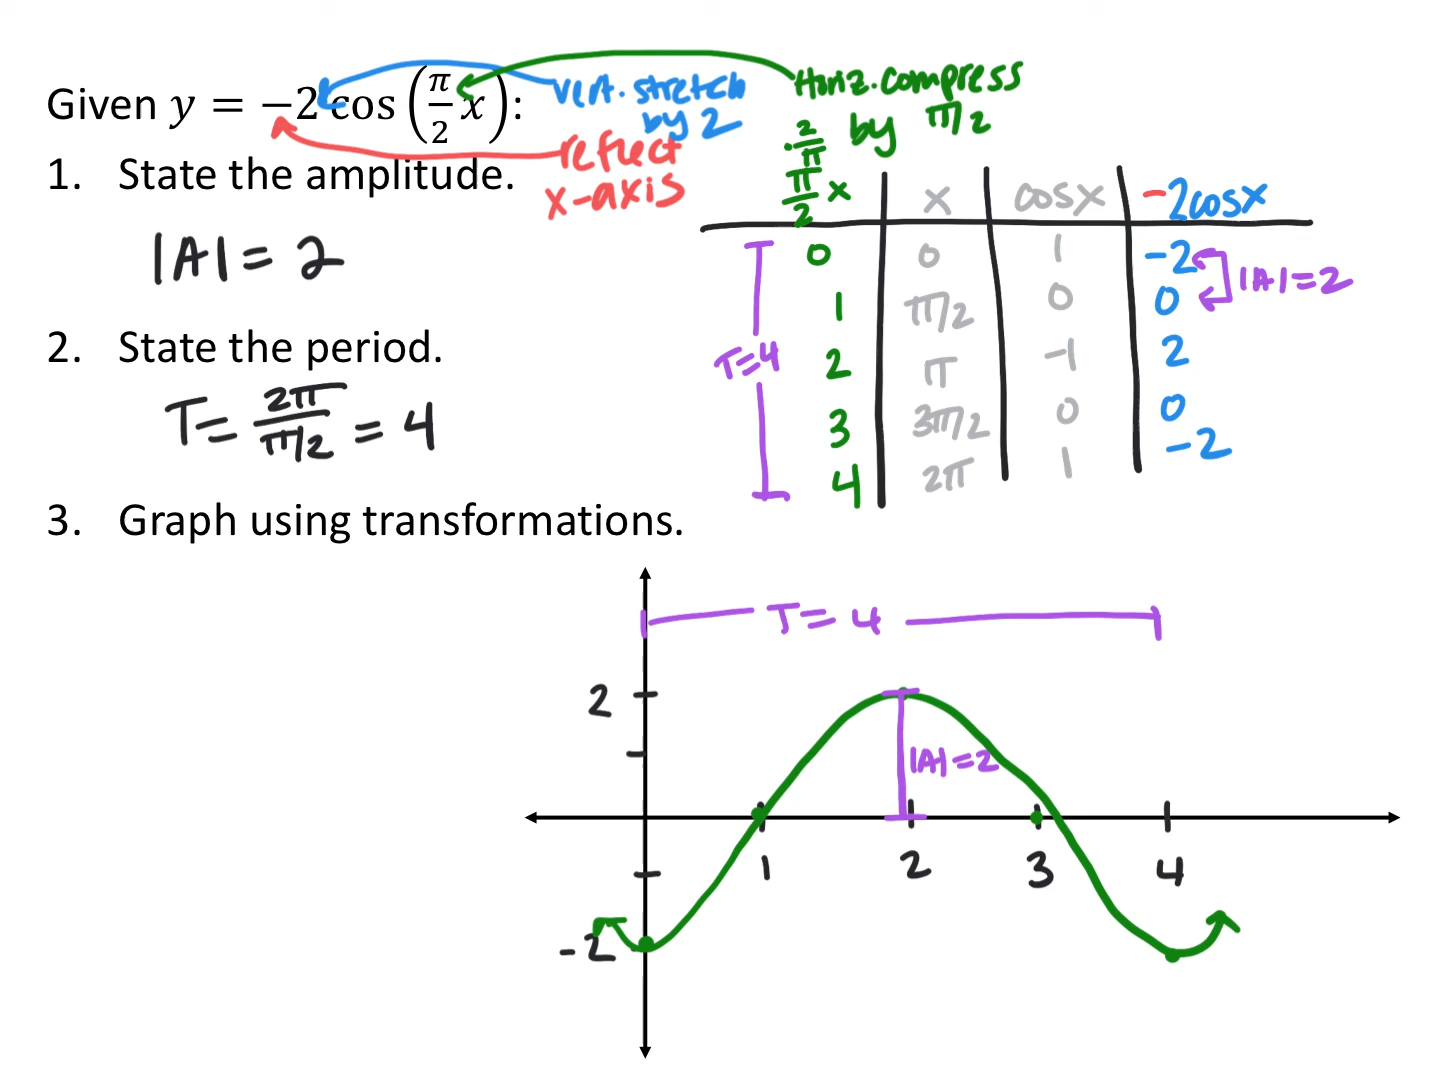 Given y = −2 cos (π/2 x):
vert. stretch by 2
Horiz. compress by π/2
reflect x-axis
1. State the amplitude.
|A| = 2
2. State the period.
T = 2π / π/2 = 4
3. Graph using transformations.
· 2/π
π/2 x | x | cosx | -2cosx
0 | 0 | 1 | -2
1 | π/2 | 0 | 0
2 | π | -1 | 2
3 | 3π/2 | 0 | 0
4 | 2π | 1 | -2
T=4
|A|=2
T= 4
2
|A|=2
1 2 3 4
-2